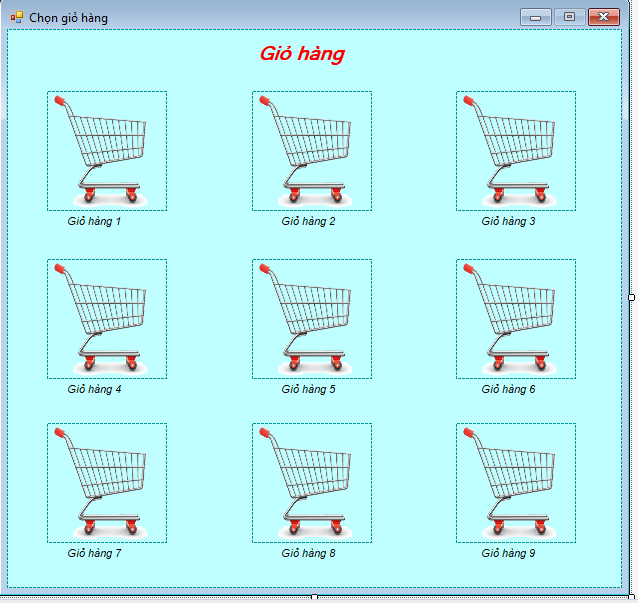 Chọn giỏ hàng
Giỏ hàng
Giỏ hàng 1
Giỏ hàng 2
Giỏ hàng 3
Giỏ hàng 4
Giỏ hàng 5
Giỏ hàng 6
Giỏ hàng 7
Giỏ hàng 8
Giỏ hàng 9